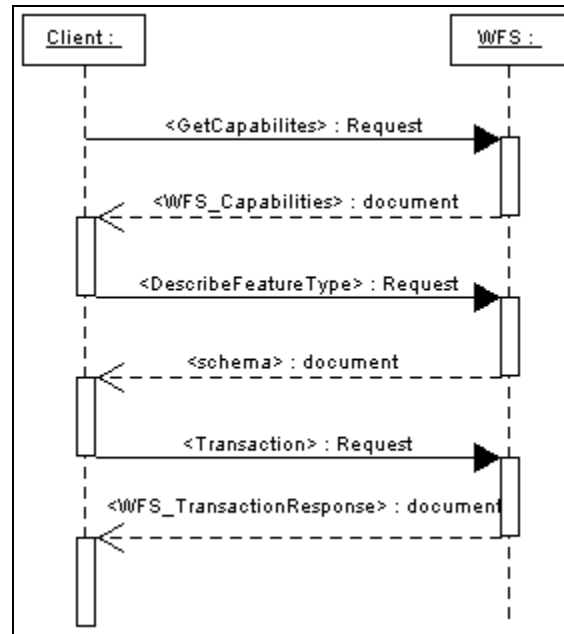 Client :
WFS :
<GetCapabilites> : Request
<WFS_Capabilities> : document
<DescribeFeatureType> : Request
<schema> : document
<Transaction> : Request
<WFS_TransactionResponse> : document